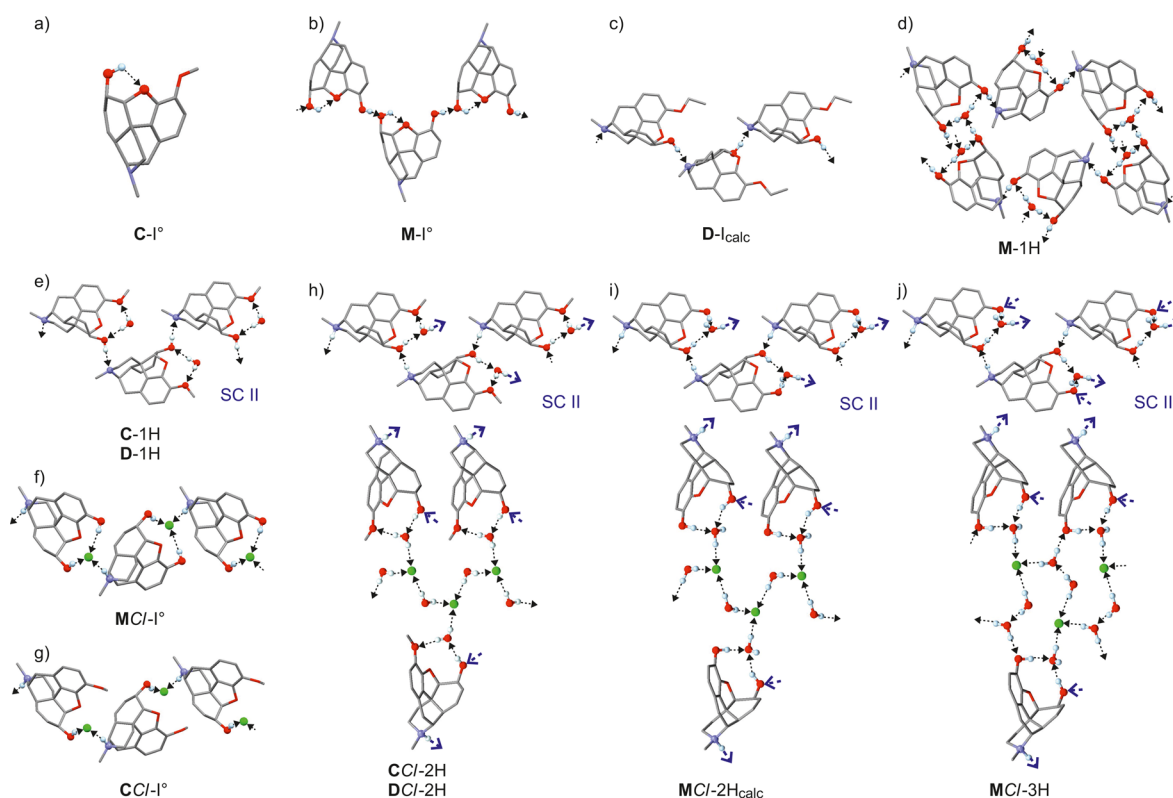 a)
C-I°
b)
M-I°
c)
D-Icalc
d)
M-1H
e)
SC II
C-1H
D-1H
f)
MCl-I°
g)
CCl-I°
h)
SC II
CCl-2H
DCl-2H
i)
SC II
MCl-2Hcalc
j)
SC II
MCl-3H